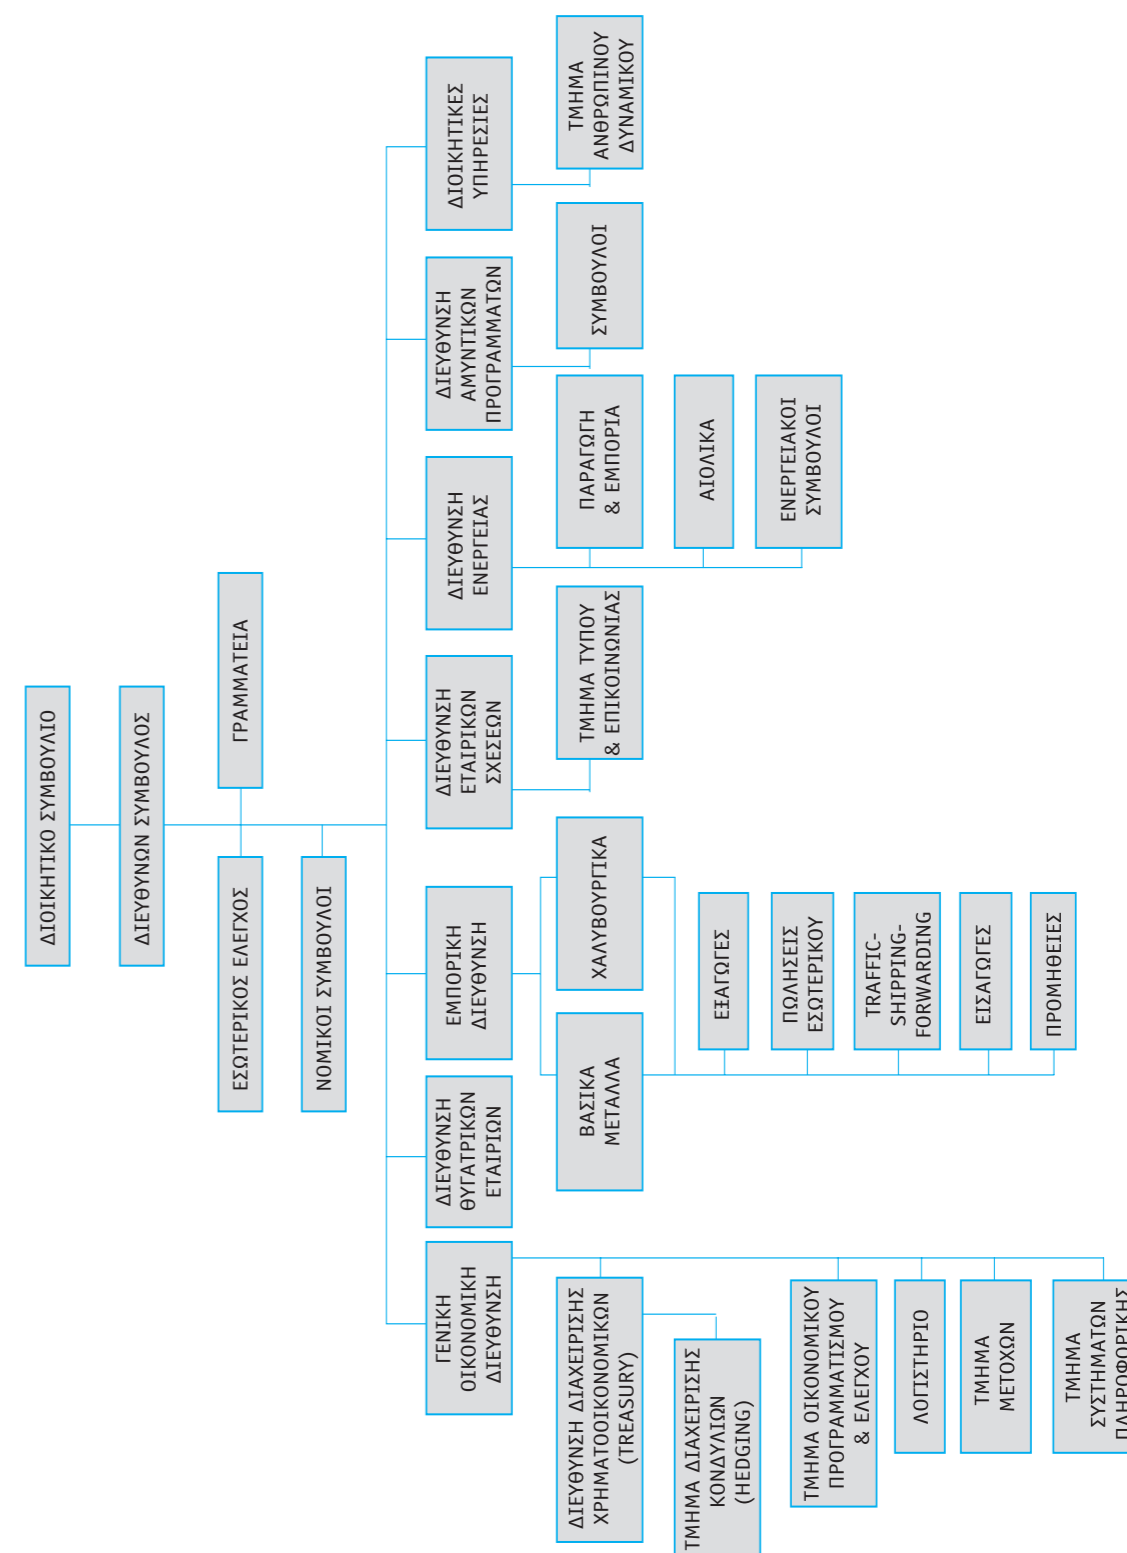 ΔΙΟΙΚΗΤΙΚΟ ΣΥΜΒΟΥΛΙΟ
ΔΙΕΥΘΥΝΩΝ ΣΥΜΒΟΥΛΟΣ
ΕΣΩΤΕΡΙΚΟΣ ΕΛΕΓΧΟΣ
ΓΡΑΜΜΑΤΕΙΑ
ΝΟΜΙΚΟΙ ΣΥΜΒΟΥΛΟΙ
ΓΕΝΙΚΗ
ΟΙΚΟΝΟΜΙΚΗ
ΔΙΕΥΘΥΝΣΗ
ΔΙΕΥΘΥΝΣΗ
ΘΥΓΑΤΡΙΚΩΝ
ΕΤΑΙΡΙΩΝ
ΕΜΠΟΡΙΚΗ
ΔΙΕΥΘΥΝΣΗ
ΔΙΕΥΘΥΝΣΗ
ΕΤΑΙΡΙΚΩΝ
ΣΧΕΣΕΩΝ
ΔΙΕΥΘΥΝΣΗ
ΕΝΕΡΓΕΙΑΣ
ΔΙΕΥΘΥΝΣΗ
ΑΜΥΝΤΙΚΩΝ
ΠΡΟΓΡΑΜΜΑΤΩΝ
ΔΙΟΙΚΗΤΙΚΕΣ
ΥΠΗΡΕΣΙΕΣ
ΔΙΕΥΘΥΝΣΗ ΔΙΑΧΕΙΡΙΣΗΣ
ΧΡΗΜΑΤΟΟΙΚΟΝΟΜΙΚΩΝ
(TREASURY)
ΤΜΗΜΑ ΔΙΑΧΕΙΡΙΣΗΣ
ΚΟΝΔΥΛΙΩΝ
(HEDGING)
ΤΜΗΜΑ ΟΙΚΟΝΟΜΙΚΟΥ
ΠΡΟΓΡΑΜΜΑΤΙΣΜΟΥ
& ΕΛΕΓΧΟΥ
ΛΟΓΙΣΤΗΡΙΟ
ΤΜΗΜΑ
ΜΕΤΟΧΩΝ
ΤΜΗΜΑ
ΣΥΣΤΗΜΑΤΩΝ
ΠΛΗΡΟΦΟΡΙΚΗΣ
ΒΑΣΙΚΑ
ΜΕΤΑΛΛΑ
ΧΑΛΥΒΟΥΡΓΙΚΑ
ΕΞΑΓΩΓΕΣ
ΠΩΛΗΣΕΙΣ
ΕΣΩΤΕΡΙΚΟΥ
TRAFFIC-
SHIPPING-
FORWARDING
ΕΙΣΑΓΩΓΕΣ
ΠΡΟΜΗΘΕΙΕΣ
ΤΜΗΜΑ ΤΥΠΟΥ
& ΕΠΙΚΟΙΝΩΝΙΑΣ
ΠΑΡΑΓΩΓΗ
& ΕΜΠΟΡΙΑ
ΑΙΟΛΙΚΑ
ΕΝΕΡΓΕΙΑΚΟΙ
ΣΥΜΒΟΥΛΟΙ
ΣΥΜΒΟΥΛΟΙ
ΤΜΗΜΑ
ΑΝΘΡΩΠΙΝΟΥ
ΔΥΝΑΜΙΚΟΥ